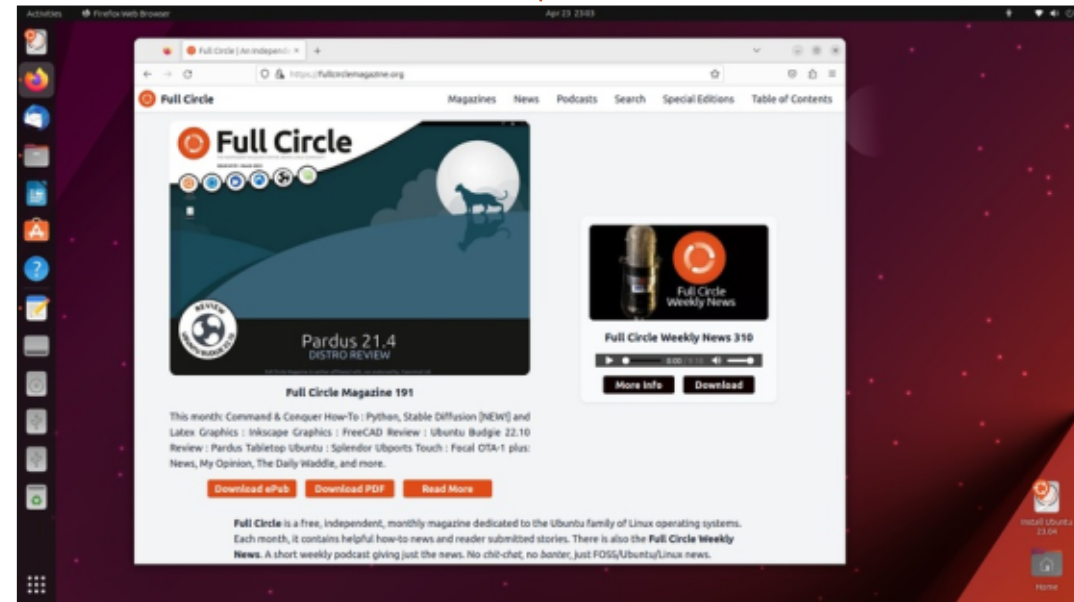 Activities Firefox Web Browser Apr 23 23:03
Full Circle | An Independ
https://fullcirclemagazine.org
Full Circle Magazines News Podcasts Search Special Editions Table of Contents
Full Circle
REVIEW
UBUNTU BUDGIE 22.10
Pardus 21.4
DISTRO REVIEW
Full Circle
Weekly News
Full Circle Weekly News 310
0:00
More Info Download
Full Circle Magazine 191
This month: Command & Conquer How-To : Python, Stable Diffusion [NEW!] and
Latex Graphics : Inkscape Graphics : FreeCAD Review : Ubuntu Budgie 22.10
Review : Pardus Tabletop Ubuntu : Splendor Ubports Touch : Focal OTA-1 plus:
News, My Opinion, The Daily Waddle, and more.
Download ePub Download PDF Read More
Full Circle is a free, independent, monthly magazine dedicated to the Ubuntu family of Linux operating systems.
Each month, it contains helpful how-to news and reader submitted stories. There is also the Full Circle Weekly
News. A short weekly podcast giving just the news. No chit-chat, no banter, just FOSS/Ubuntu/Linux news.
Install Ubuntu
23.04
Home